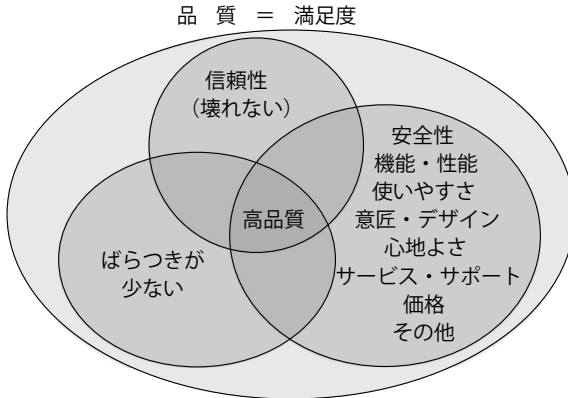 品 質 ＝ 満足度
信頼性
（壊れない）
安全性
機能・性能
使いやすさ
意匠・デザイン
心地よさ
サービス・サポート
価格
その他
高品質
ばらつきが
少ない